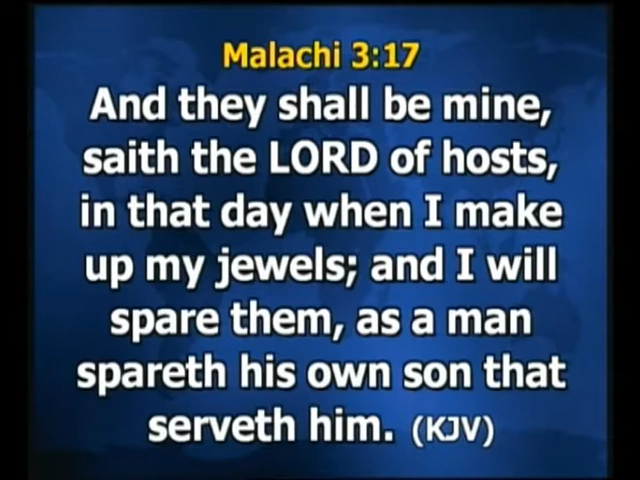 Malachi 3:17
And they shall be mine,
saith the LORD of hosts,
in that day when I make
up my jewels; and I will
spare them, as a man
spareth his own son that
serveth him. (KJV)